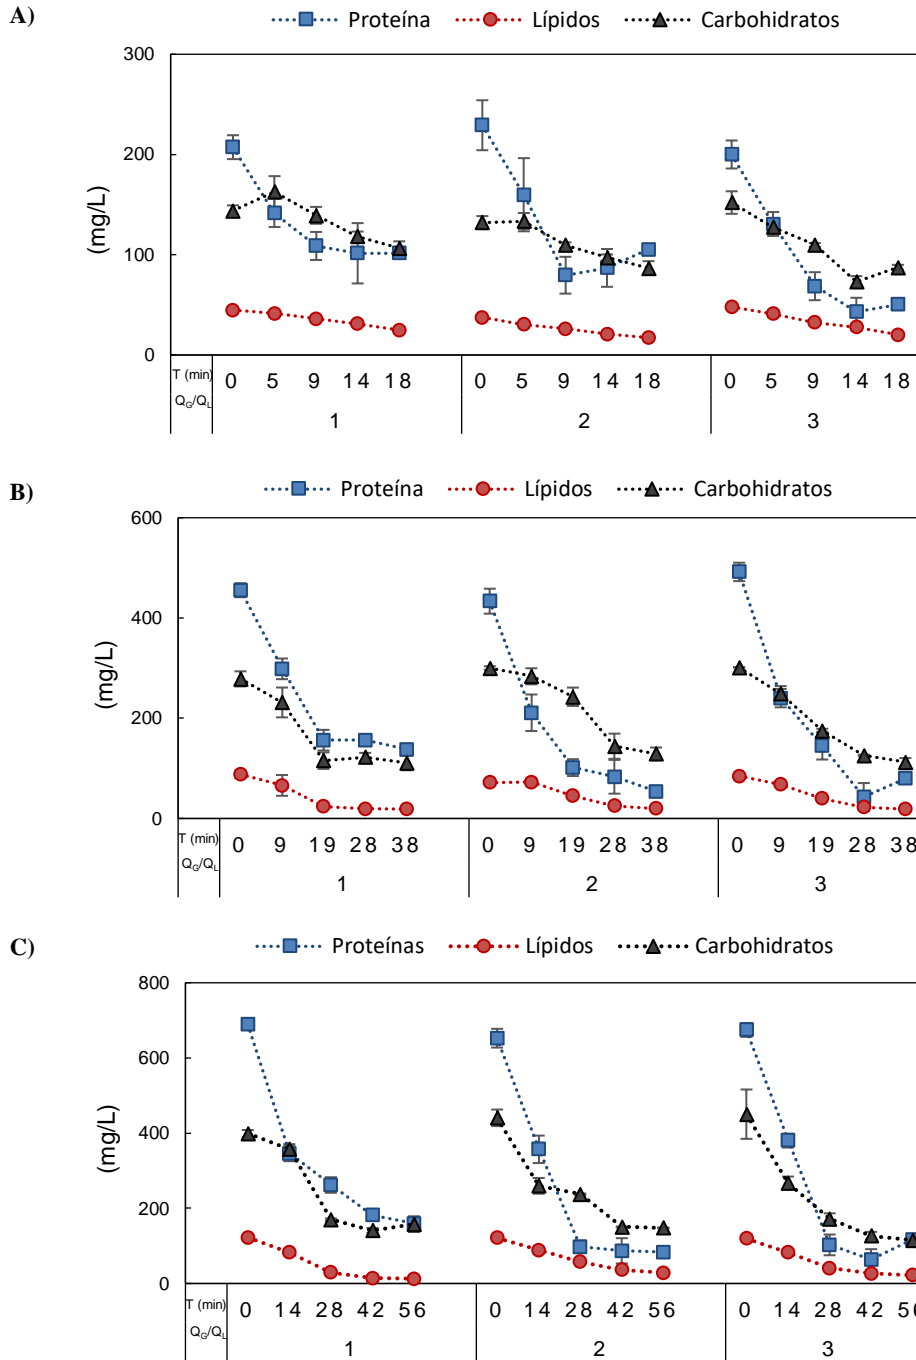 A)
Proteína Lípidos Carbohidratos
300
200
100
0
(mg/L)
T (min) 0 5 9 14 18 0 5 9 14 18 0 5 9 14 18
QG/QL 1 2 3
B)
Proteína Lípidos Carbohidratos
600
400
200
0
(mg/L)
T (min) 0 9 19 28 38 0 9 19 28 38 0 9 19 28 38
QG/QL 1 2 3
C)
Proteínas Lípidos Carbohidratos
800
600
400
200
0
(mg/L)
T (min) 0 14 28 42 56 0 14 28 42 56 0 14 28 42 56
QG/QL 1 2 3